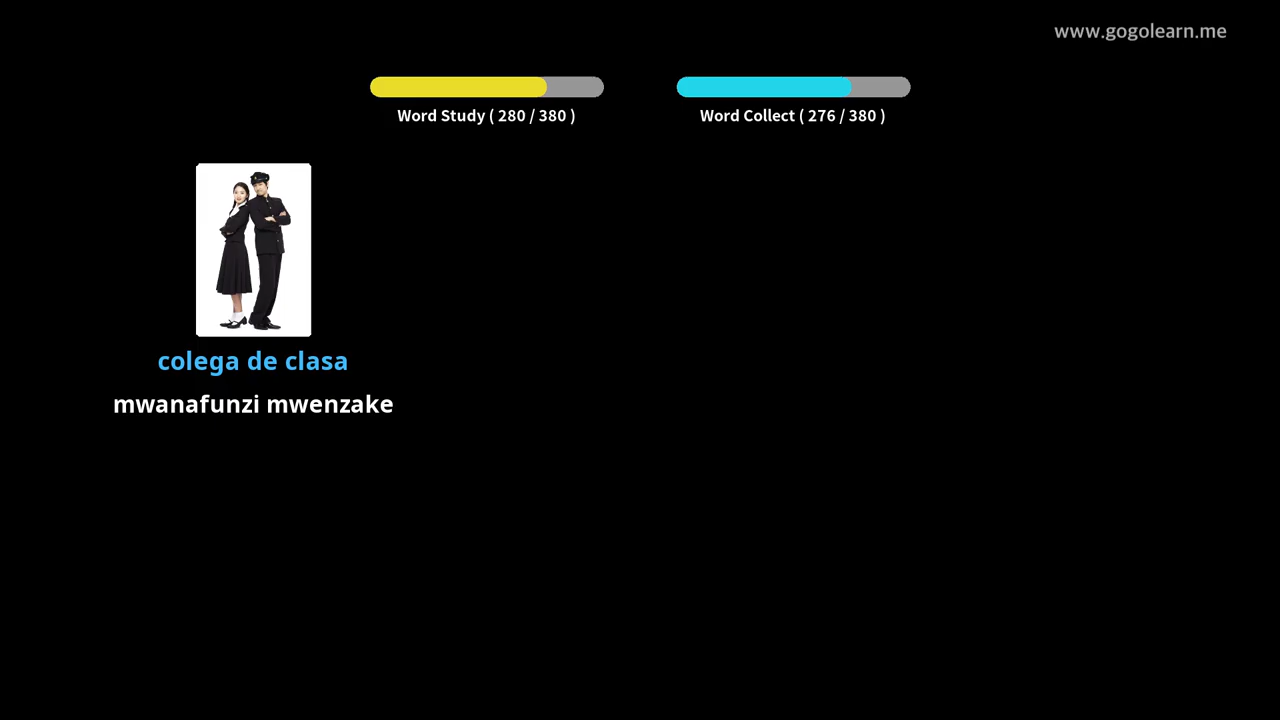 www.gogolearn.me
Word Study ( 280 / 380 )
Word Collect ( 276 / 380 )
colega de clasa
mwanafunzi mwenzake